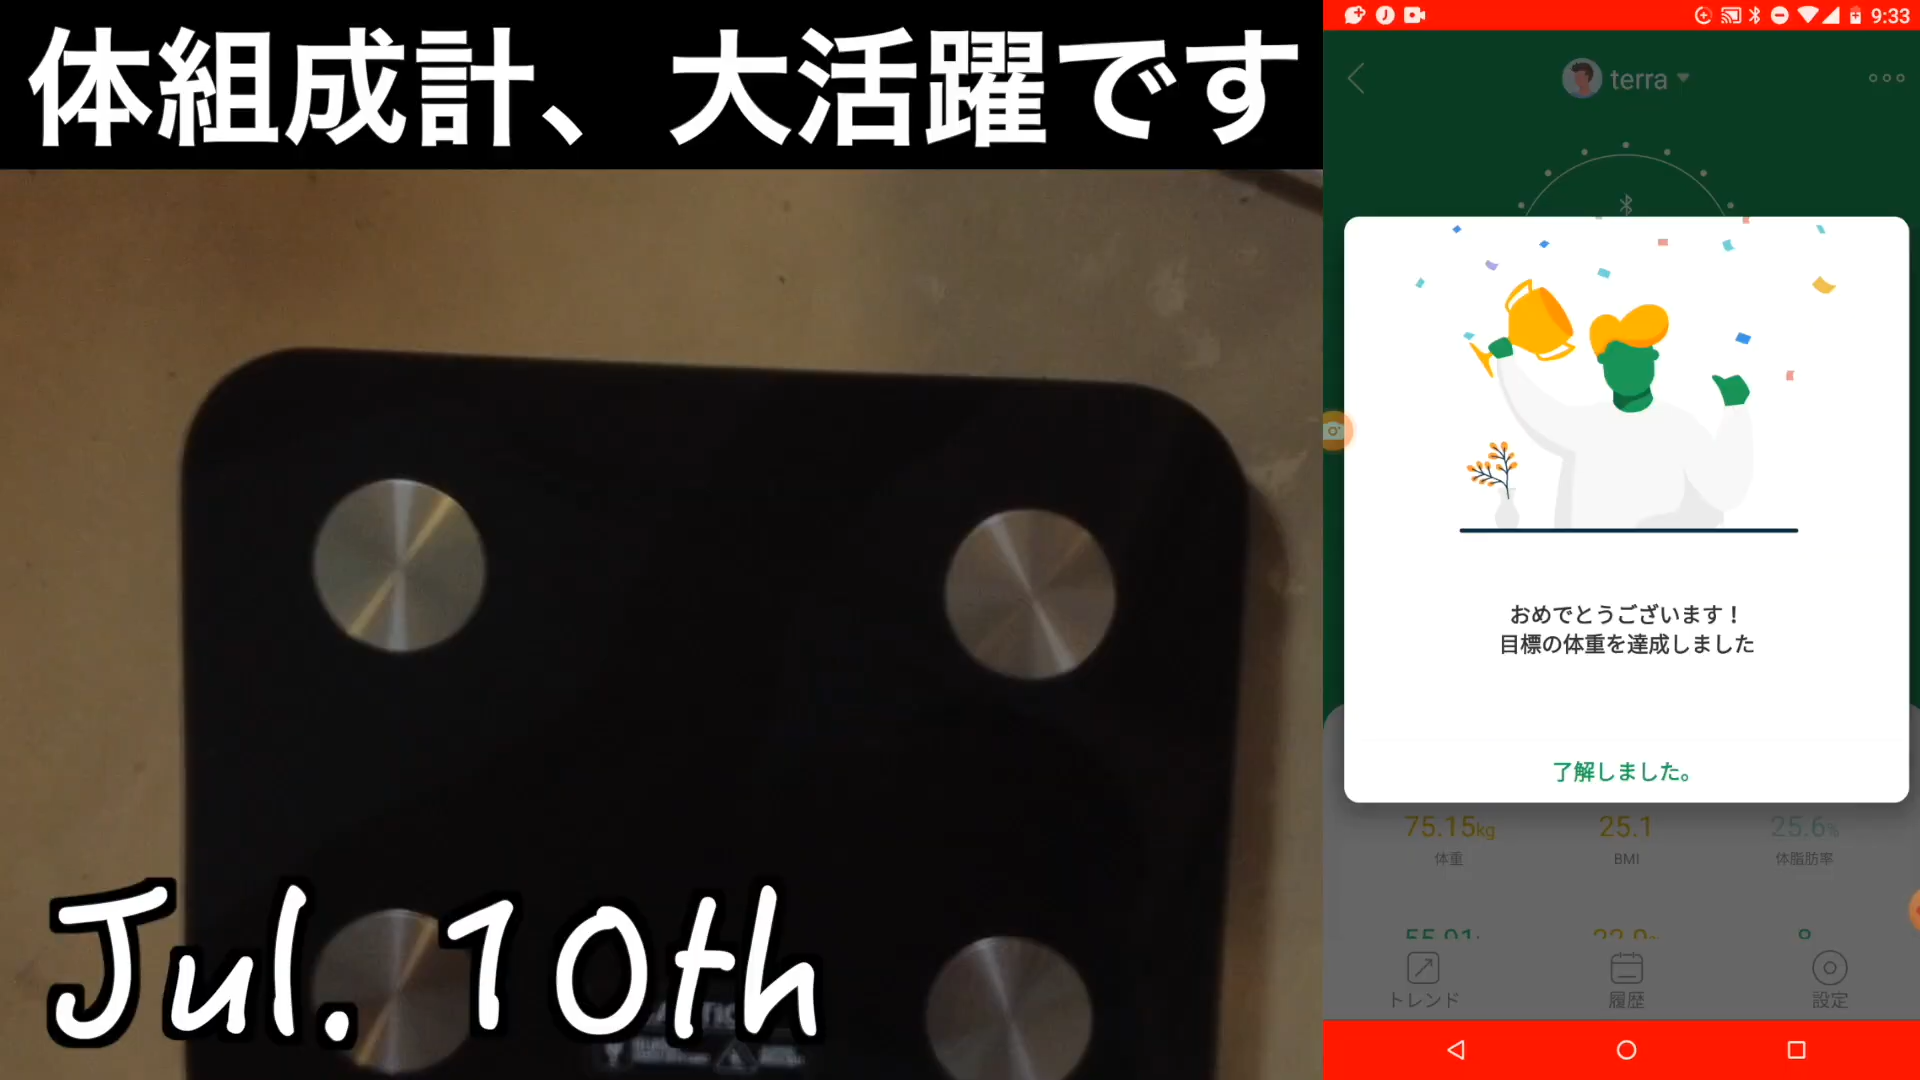 体組成計、大活躍です
Jul. 10th
9:33
terra
おめでとうございます!
目標の体重を達成しました
了解しました。
75.15kg
25.1
25.6%
体重
BMI
体脂肪率
トレンド
履歴
設定